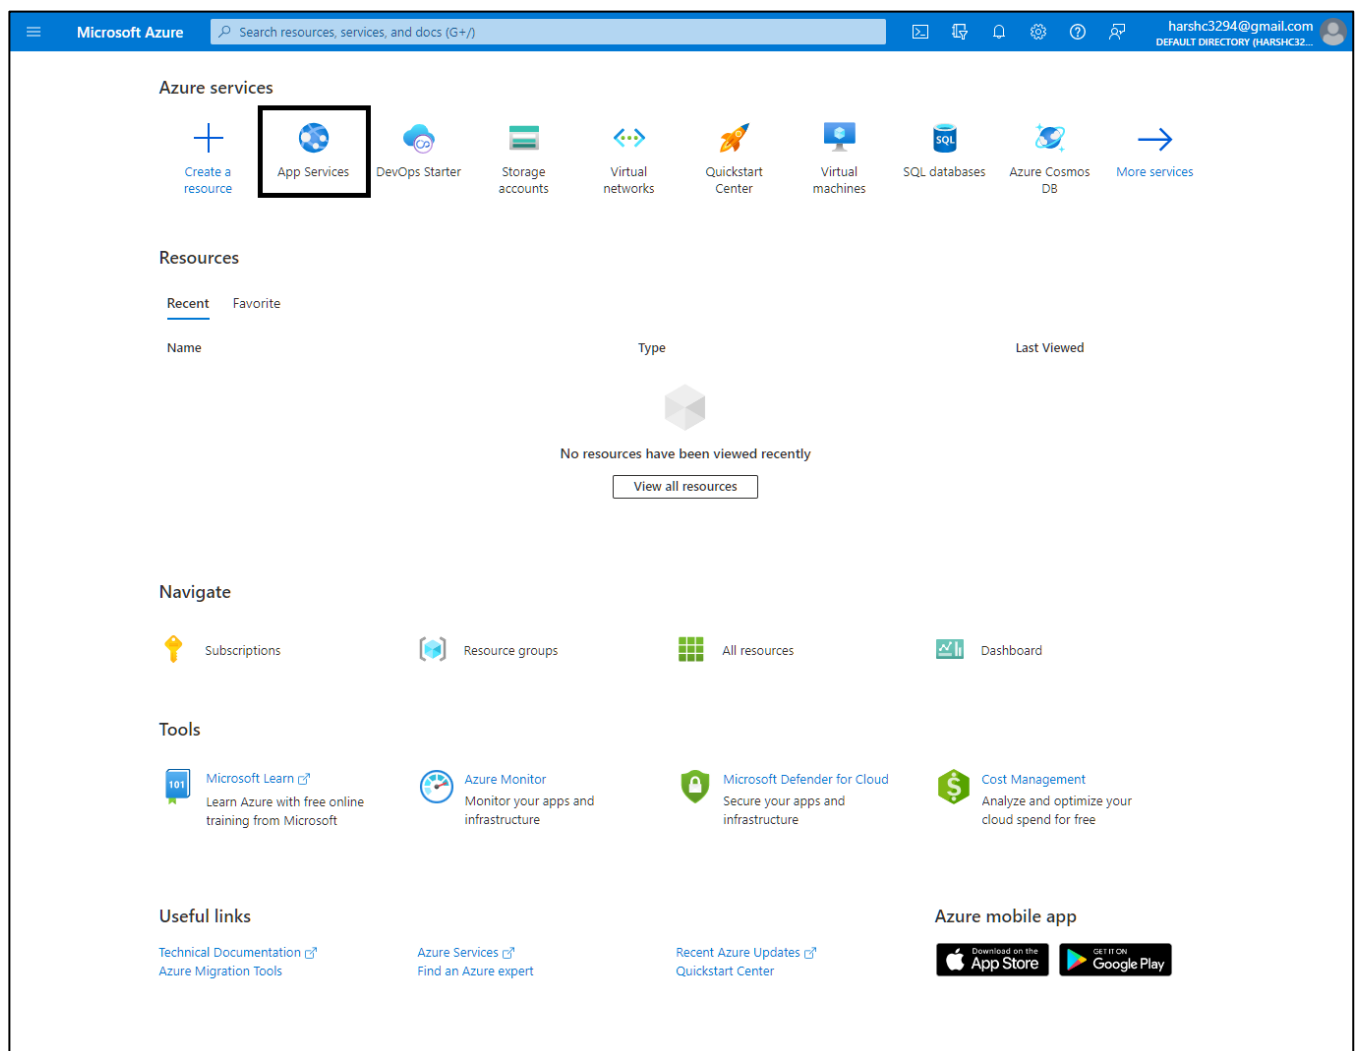 Microsoft Azure
Search resources, services, and docs (G+/)
harshc3294@gmail.com
DEFAULT DIRECTORY (HARSHC32...
Azure services
Create a
resource
App Services
DevOps Starter
Storage
accounts
Virtual
networks
Quickstart
Center
Virtual
machines
SQL
SQL databases
Azure Cosmos
DB
More services
Resources
Recent
Favorite
Name
Type
Last Viewed
No resources have been viewed recently
View all resources
Navigate
Subscriptions
Resource groups
All resources
Dashboard
Tools
101
Microsoft Learn
Learn Azure with free online
training from Microsoft
Azure Monitor
Monitor your apps and
infrastructure
Microsoft Defender for Cloud
Secure your apps and
infrastructure
$
Cost Management
Analyze and optimize your
cloud spend for free
Useful links
Technical Documentation
Azure Migration Tools
Azure Services
Find an Azure expert
Recent Azure Updates
Quickstart Center
Azure mobile app
Download on the
App Store
GET IT ON
Google Play